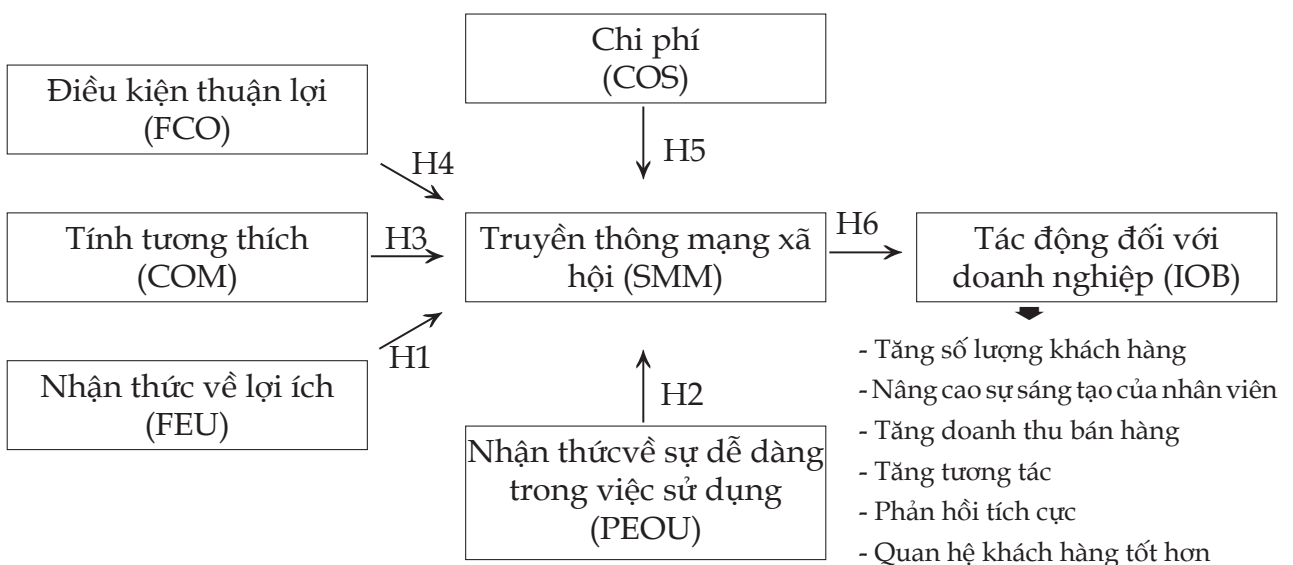 Chi phí
(COS)
Điều kiện thuận lợi
(FCO)
H5
H4
Tính tương thích
(COM)
H3
Truyền thông mạng xã
hội (SMM)
H6
Tác động đối với
doanh nghiệp (IOB)
Nhận thức về lợi ích
(FEU)
H1
H2
Nhận thứcvề sự dễ dàng
trong việc sử dụng
(PEOU)
- Tăng số lượng khách hàng
- Nâng cao sự sáng tạo của nhân viên
- Tăng doanh thu bán hàng
- Tăng tương tác
- Phản hồi tích cực
- Quan hệ khách hàng tốt hơn